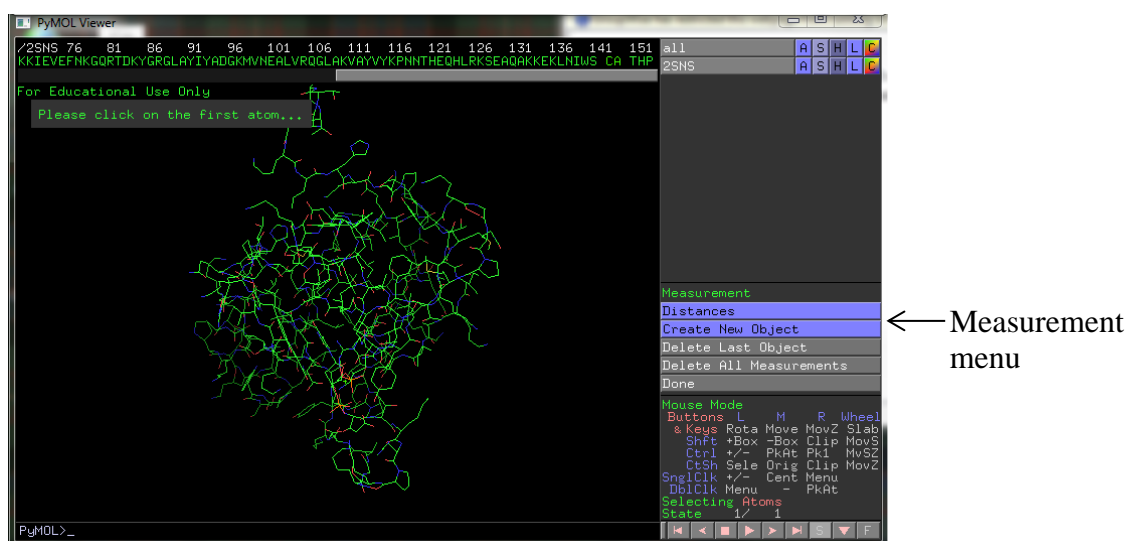 PyMOL Viewer
/2SNS 76 81 86 91 96 101 106 111 116 121 126 131 136 141 151
KKIEVEFNKGQRTDKYGRGLAYIYADGKMVNEALVRQGLAKVAYVYKPNNTHEQHLRKSEAQAKKEKLNIWS CA THP
all A S H L C
2SNS A S H L C
For Educational Use Only
Please click on the first atom...
Measurement
Distances
Create New Object
Delete Last Object
Delete All Measurements
Done
Measurement
menu
Mouse Mode
Buttons L M R Wheel
& Keys Rota Move MovZ Slab
Shft +Box -Box Clip MovS
Ctrl +/- PkAt Pk1 MvSZ
CtSh Sele Orig Clip MovZ
SnglClk +/- Cent Menu
DblClk Menu - PkAt
Selecting Atoms
State 1/ 1
PyMOL>_
S F